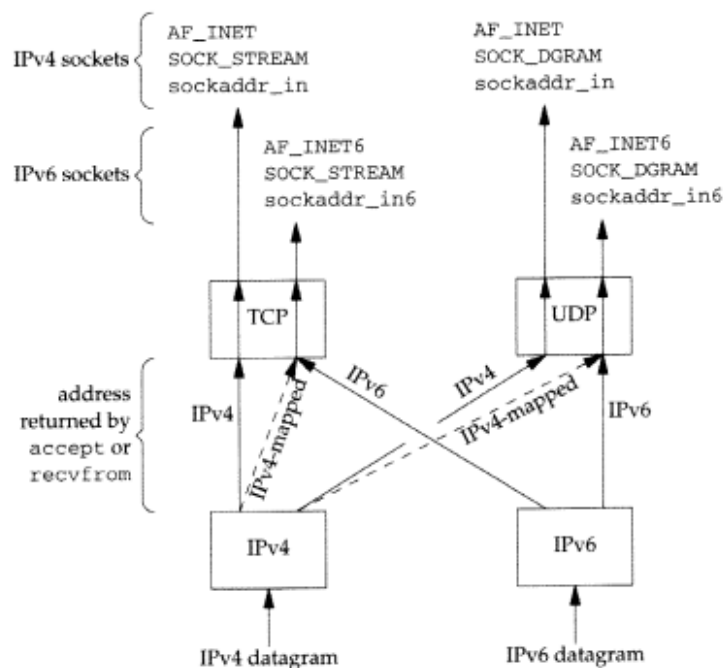 AF_INET
IPv4 sockets
SOCK_STREAM
sockaddr_in
AF_INET
SOCK_DGRAM
sockaddr_in
AF_INET6
IPv6 sockets
SOCK_STREAM
sockaddr_in6
AF_INET6
SOCK_DGRAM
sockaddr_in6
TCP
UDP
address
returned by
accept or
recvfrom
IPv4
IPv4-mapped
IPv6
IPv4
IPv4-mapped
IPv6
IPv4
IPv6
IPv4 datagram
IPv6 datagram